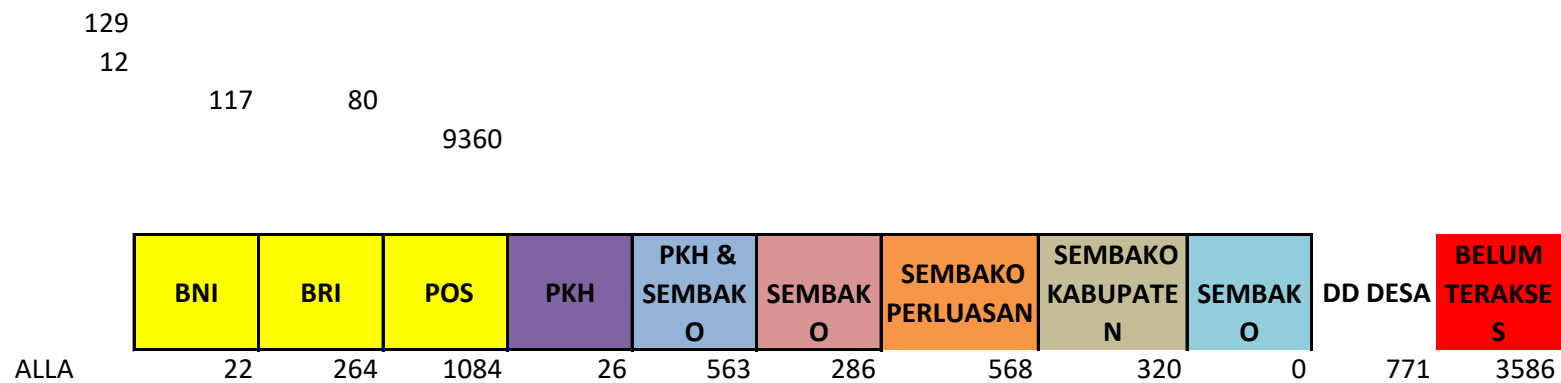 129
12
117 80
9360
BNI BRI POS PKH PKH & SEMBAKO SEMBAKO SEMBAKO PERLUASAN SEMBAKO KABUPATEN SEMBAKO DD DESA BELUM TERAKSES
ALLA 22 264 1084 26 563 286 568 320 0 771 3586